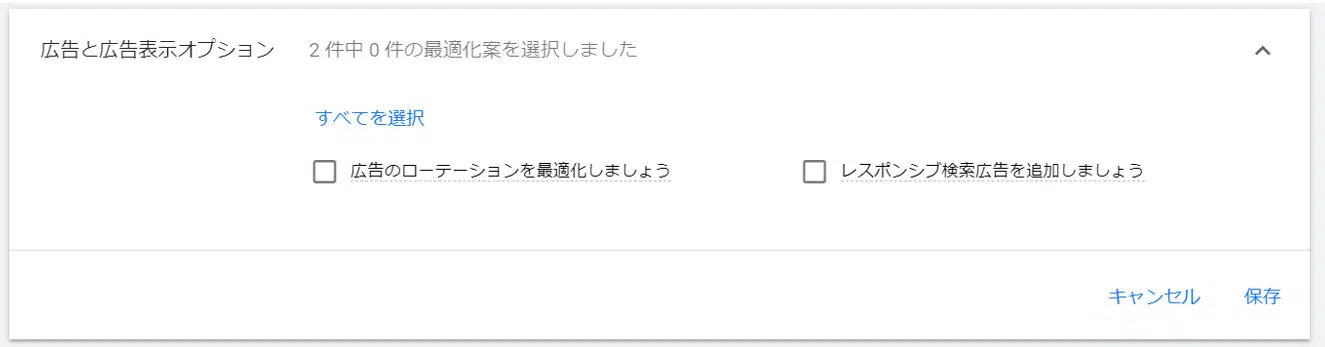 広告と広告表示オプション 2 件中 0 件の最適化案を選択しました
すべてを選択
広告のローテーションを最適化しましょう レスポンシブ検索広告を追加しましょう
キャンセル 保存